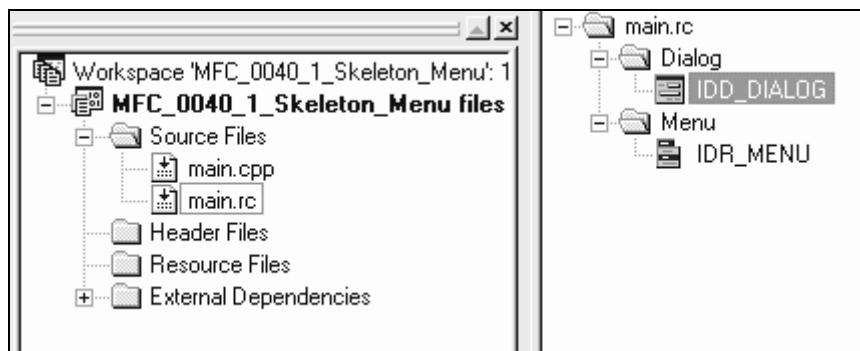 Workspace 'MFC_0040_1_Skeleton_Menu': 1
MFC_0040_1_Skeleton_Menu files
Source Files
main.cpp
main.rc
Header Files
Resource Files
External Dependencies
main.rc
Dialog
IDD_DIALOG
Menu
IDR_MENU